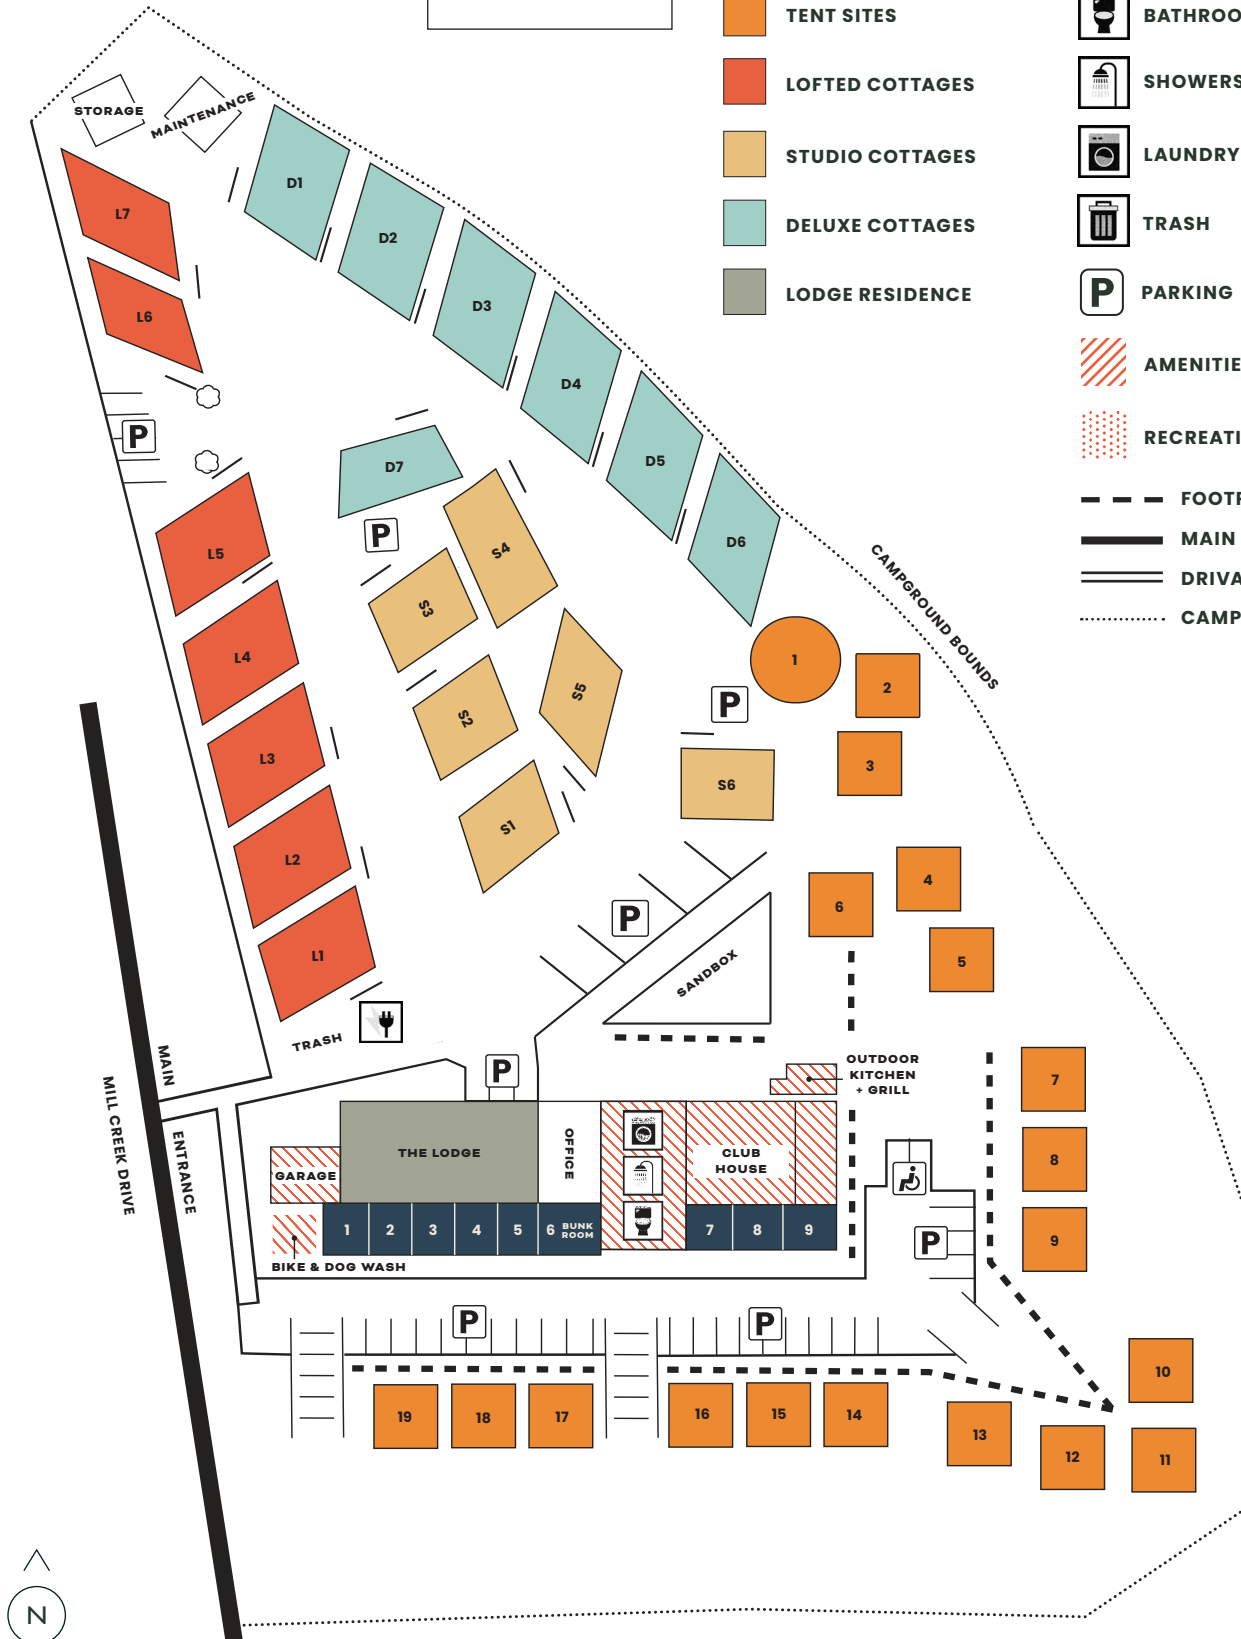 TENT SITES
LOFTED COTTAGES
STUDIO COTTAGES
DELUXE COTTAGES
LODGE RESIDENCE
BATHROO
SHOWERS
LAUNDRY
TRASH
P PARKING
AMENITIE
RECREATI
FOOTP
MAIN
DRIVA
CAMP
STORAGE
MAINTENANCE
D1
D2
D3
D4
D5
D6
D7
L7
L6
P
L5
L4
L3
L2
L1
P
S4
S3
S2
S5
S1
S6
P
CAMPGROUND BOUNDS
1
2
3
4
5
6
P
SANDBOX
TRASH
P
MAIN
ENTRANCE
MILL CREEK DRIVE
OUTDOOR
KITCHEN
+ GRILL
THE LODGE
OFFICE
GARAGE
CLUB
HOUSE
1
2
3
4
5
6 BUNK
ROOM
7
8
9
BIKE & DOG WASH
P
7
8
9
P
P
10
11
12
13
14
15
16
17
18
19
N